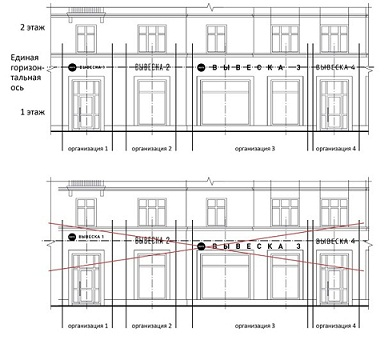 2 этаж
ВЫВЕСКА 1
ВЫВЕСКА 2
ВЫВЕСКА 3
ВЫВЕСКА 4
Единая
горизон-
тальная
ось
1 этаж
организация 1
организация 2
организация 3
организация 4
ВЫВЕСКА 1
ВЫВЕСКА 2
ВЫВЕСКА 3
ВЫВЕСКА 4
организация 1
организация 2
организация 3
организация 4